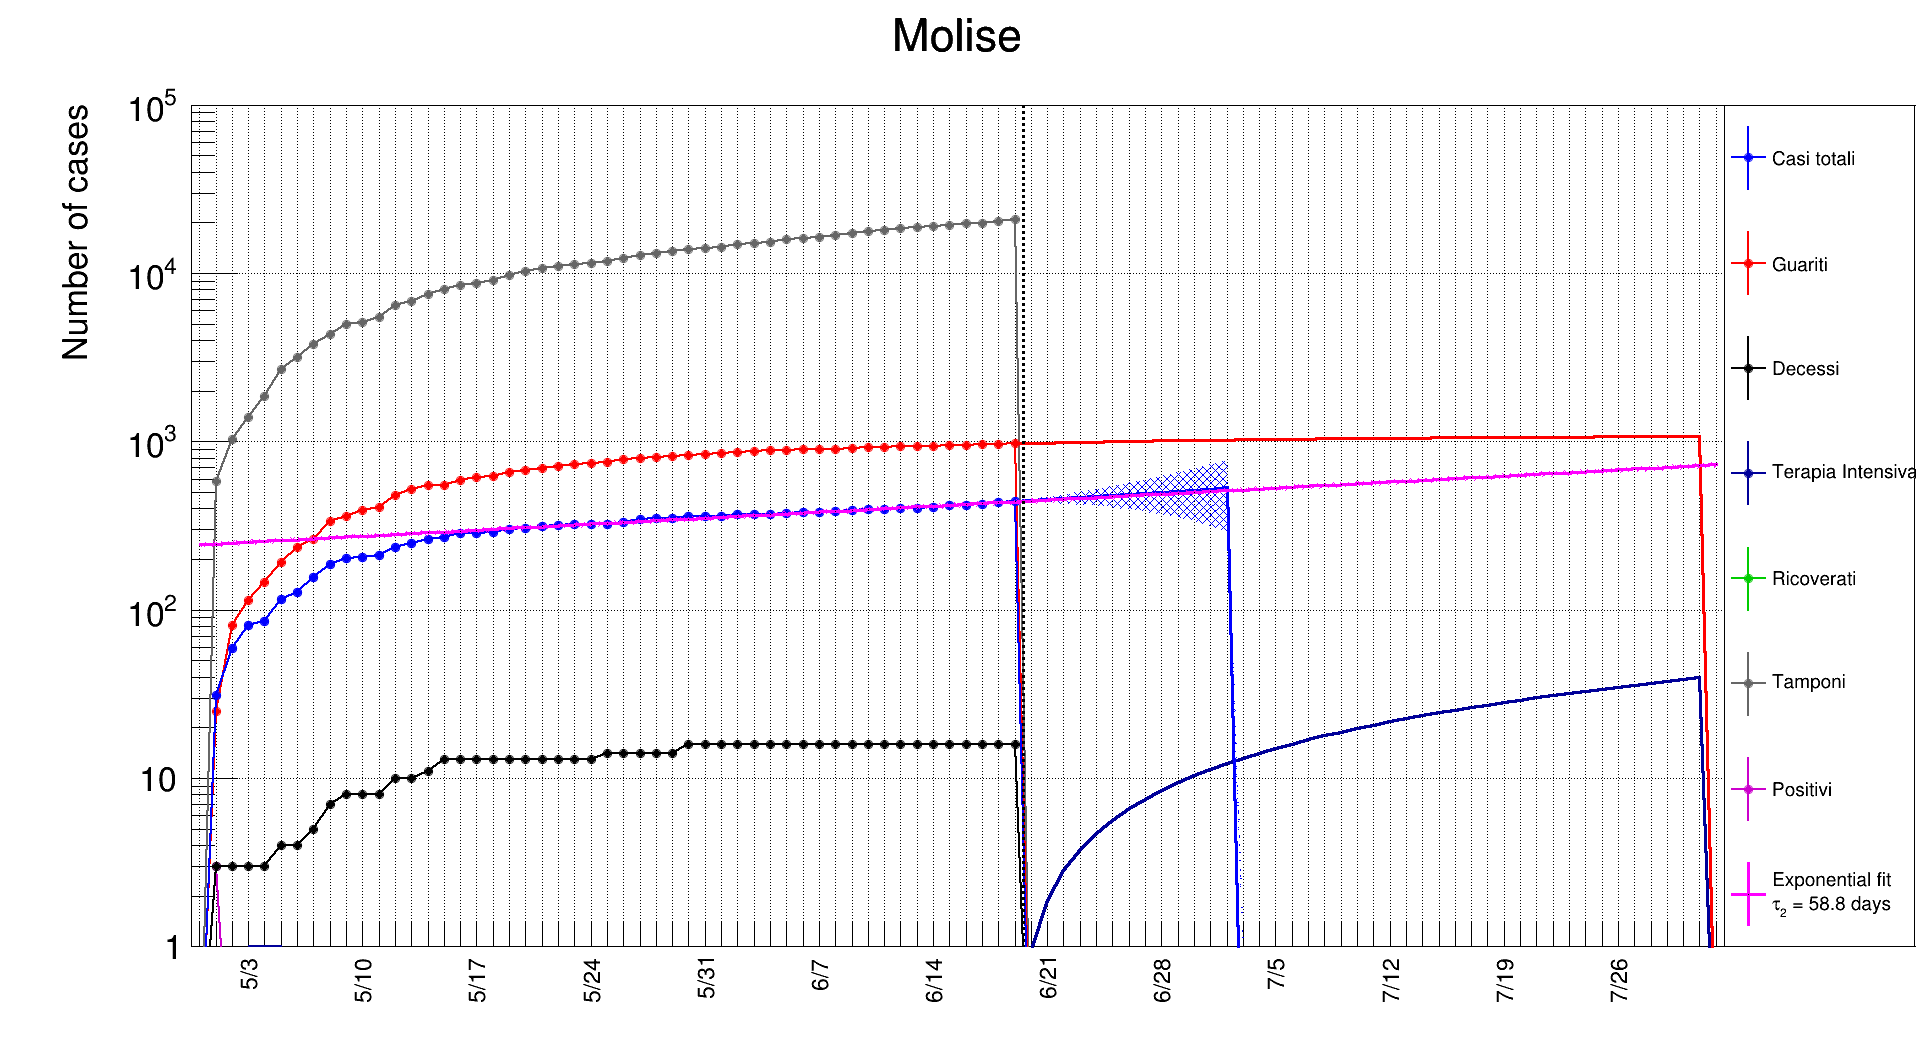 Molise
Number of cases
10^5
10^4
10^3
10^2
10
1
5/3
5/10
5/17
5/24
5/31
6/7
6/14
6/21
6/28
7/5
7/12
7/19
7/26
Casi totali
Guariti
Decessi
Terapia Intensiva
Ricoverati
Tamponi
Positivi
Exponential fit
τ₂ = 58.8 days